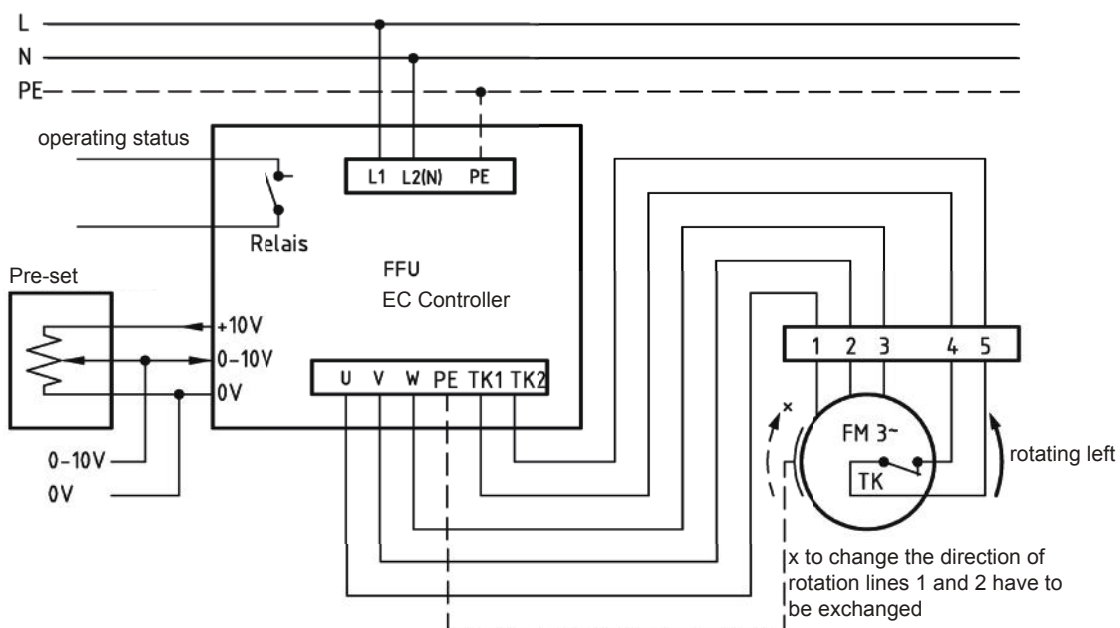 L
N
PE
operating status
L1 L2(N) PE
Relais
FFU
EC Controller
Pre-set
+10V
0-10V
0V
U V W PE TK1 TK2
0-10V
0V
1 2 3 4 5
x
FM 3~
TK
rotating left
x to change the direction of
rotation lines 1 and 2 have to
be exchanged